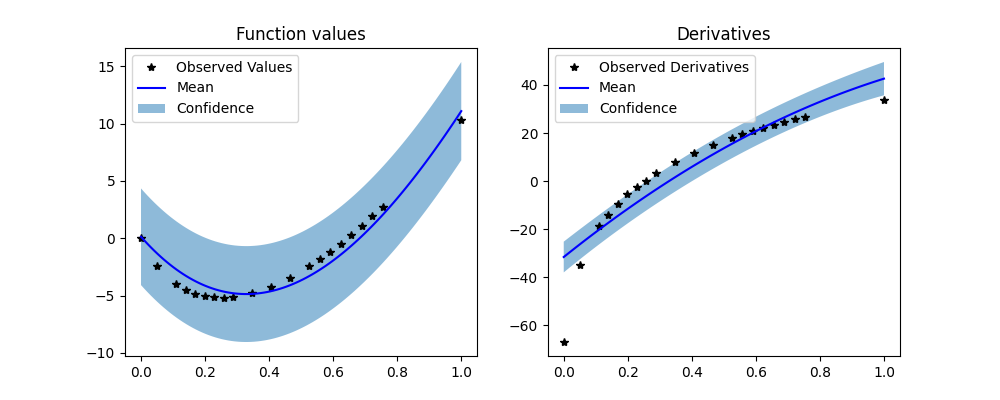 Function values
Observed Values
Mean
Confidence
15
10
5
0
−5
−10
0.0 0.2 0.4 0.6 0.8 1.0
Derivatives
Observed Derivatives
Mean
Confidence
40
20
0
−20
−40
−60
0.0 0.2 0.4 0.6 0.8 1.0